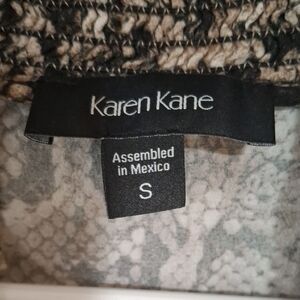 Karen Kane
Assembled
in Mexico
S